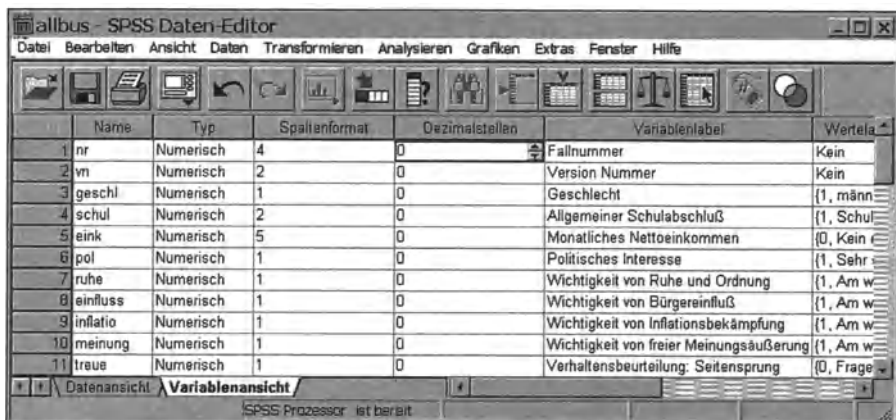 allbus - SPSS Daten-Editor
Datei Bearbeiten Ansicht Daten Transformieren Analysieren Grafiken Extras Fenster Hilfe
Name Typ Spaltenformat Dezimalstellen Variablenlabel Wertela
1 nr Numerisch 4 0 Fallnummer Kein
2 vn Numerisch 2 0 Version Nummer Kein
3 geschl Numerisch 1 0 Geschlecht {1, männ
4 schul Numerisch 2 0 Allgemeiner Schulabschluß {1, Schul
5 eink Numerisch 5 0 Monatliches Nettoeinkommen {0, Kein
6 pol Numerisch 1 0 Politisches Interesse {1, Sehr
7 ruhe Numerisch 1 0 Wichtigkeit von Ruhe und Ordnung {1, Am w
8 einfluss Numerisch 1 0 Wichtigkeit von Bürgereinfluß {1, Am w
9 inflatio Numerisch 1 0 Wichtigkeit von Inflationsbekämpfung {1, Am w
10 meinung Numerisch 1 0 Wichtigkeit von freier Meinungsäußerung {1, Am w
11 treue Numerisch 1 0 Verhaltensbeurteilung: Seitensprung {0, Frage
Datenansicht Variablenansicht
SPSS Prozessor ist bereit